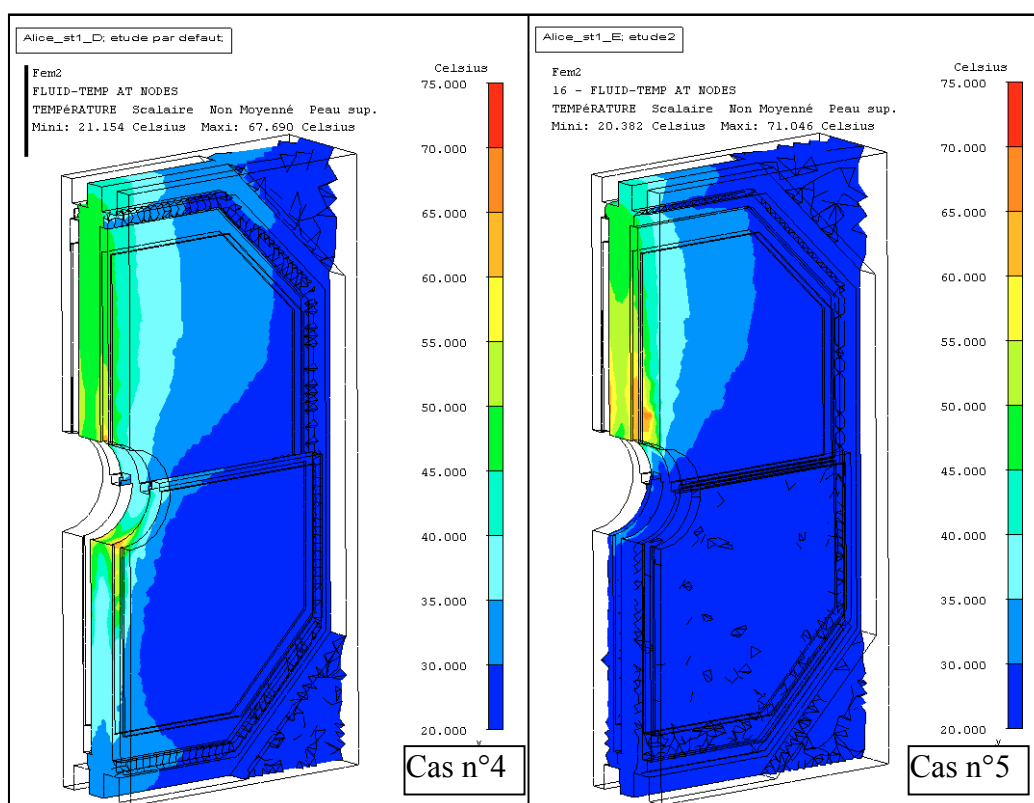 Alice_st1_D; etude par defaut;
Fem2
FLUID-TEMP AT NODES
TEMPéRATURE Scalaire Non Moyenné Peau sup.
Mini: 21.154 Celsius Maxi: 67.690 Celsius
Celsius
75.000
70.000
65.000
60.000
55.000
50.000
45.000
40.000
35.000
30.000
20.000
Cas n°4
Alice_st1_E; etude2
Fem2
16 - FLUID-TEMP AT NODES
TEMPéRATURE Scalaire Non Moyenné Peau sup.
Mini: 20.382 Celsius Maxi: 71.046 Celsius
Celsius
75.000
70.000
65.000
60.000
55.000
50.000
45.000
40.000
35.000
30.000
20.000
Cas n°5